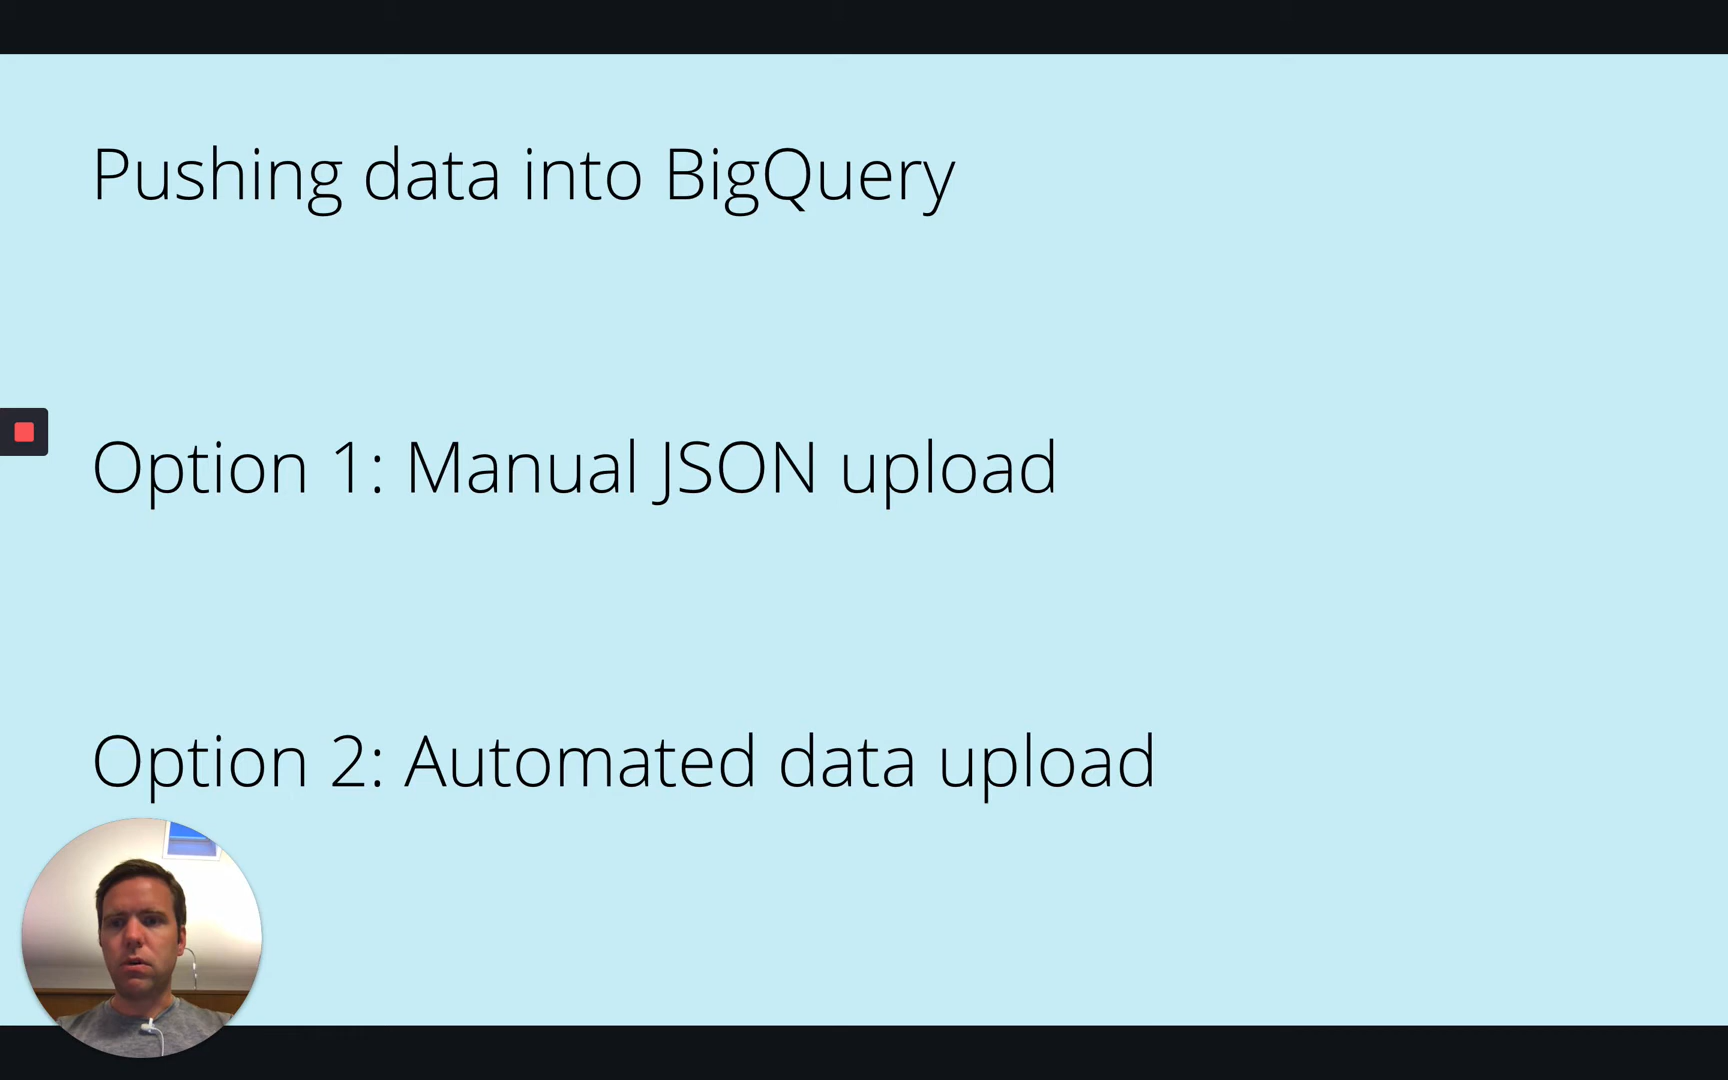 Pushing data into BigQuery
Option 1: Manual JSON upload
Option 2: Automated data upload